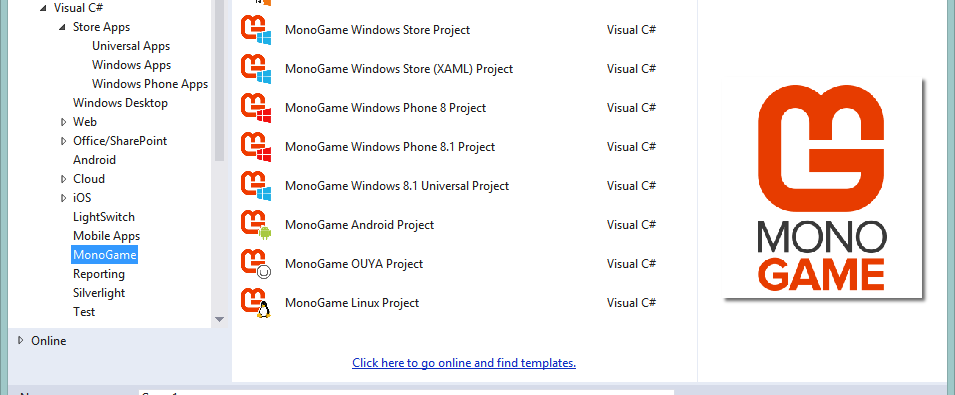 Visual C#
Store Apps
Universal Apps
Windows Apps
Windows Phone Apps
Windows Desktop
Web
Office/SharePoint
Android
Cloud
iOS
LightSwitch
Mobile Apps
MonoGame
Reporting
Silverlight
Test
Online
MonoGame Windows Store Project Visual C#
MonoGame Windows Store (XAML) Project Visual C#
MonoGame Windows Phone 8 Project Visual C#
MonoGame Windows Phone 8.1 Project Visual C#
MonoGame Windows 8.1 Universal Project Visual C#
MonoGame Android Project Visual C#
MonoGame OUYA Project Visual C#
MonoGame Linux Project Visual C#
Click here to go online and find templates.
MONO
GAME